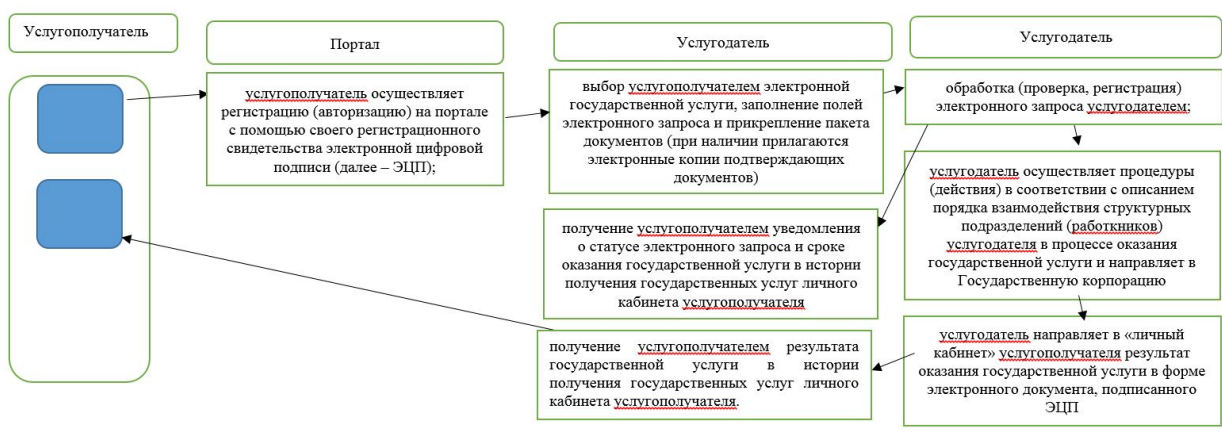 Услугополучатель
Портал
Услугодатель
Услугодатель
услугополучатель осуществляет
регистрацию (авторизацию) на портале
с помощью своего регистрационного
свидетельства электронной цифровой
подписи (далее – ЭЦП);
выбор услугополучателем электронной
государственной услуги, заполнение полей
электронного запроса и прикрепление пакета
документов (при наличии прилагаются
электронные копии подтверждающих
документов)
обработка (проверка, регистрация)
электронного запроса услугодателем;
услугодатель осуществляет процедуры
(действия) в соответствии с описанием
порядка взаимодействия структурных
подразделений (работкников)
услугодателя в процессе оказания
государственной услуги и направляет в
Государственную корпорацию
получение услугополучателем уведомления
о статусе электронного запроса и сроке
оказания государственной услуги в истории
получения государственных услуг личного
кабинета услугополучателя
услугодатель направляет в «личный
кабинет» услугополучателя результат
оказания государственной услуги в форме
электронного документа, подписанного
ЭЦП
получение услугополучателем результата
государственной услуги в истории
получения государственных услуг личного
кабинета услугополучателя.